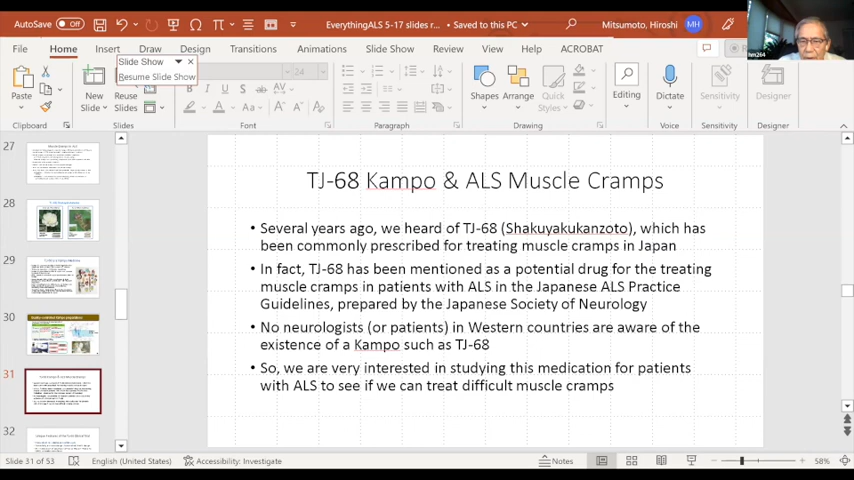 AutoSave Off EverythingALS 5-17 slides r... • Saved to this PC Mitsumoto, Hiroshi MH
File Home Insert Draw Design Transitions Animations Slide Show Review View Help ACROBAT
hm264
Slide Show
Resume Slide Show
Paste
New
Slides
Reuse
Slides
24
Shapes
Arrange
Quick
Styles
Editing
Dictate
Sensitivity
Designer
Clipboard Slides Font Paragraph Drawing Voice Sensitivity Designer
27
28
29
30
31
32
TJ-68 Kampo & ALS Muscle Cramps
• Several years ago, we heard of TJ-68 (Shakuyakukanzoto), which has
been commonly prescribed for treating muscle cramps in Japan
• In fact, TJ-68 has been mentioned as a potential drug for the treating
muscle cramps in patients with ALS in the Japanese ALS Practice
Guidelines, prepared by the Japanese Society of Neurology
• No neurologists (or patients) in Western countries are aware of the
existence of a Kampo such as TJ-68
• So, we are very interested in studying this medication for patients
with ALS to see if we can treat difficult muscle cramps
Slide 31 of 53 English (United States) Accessibility: Investigate Notes 58%